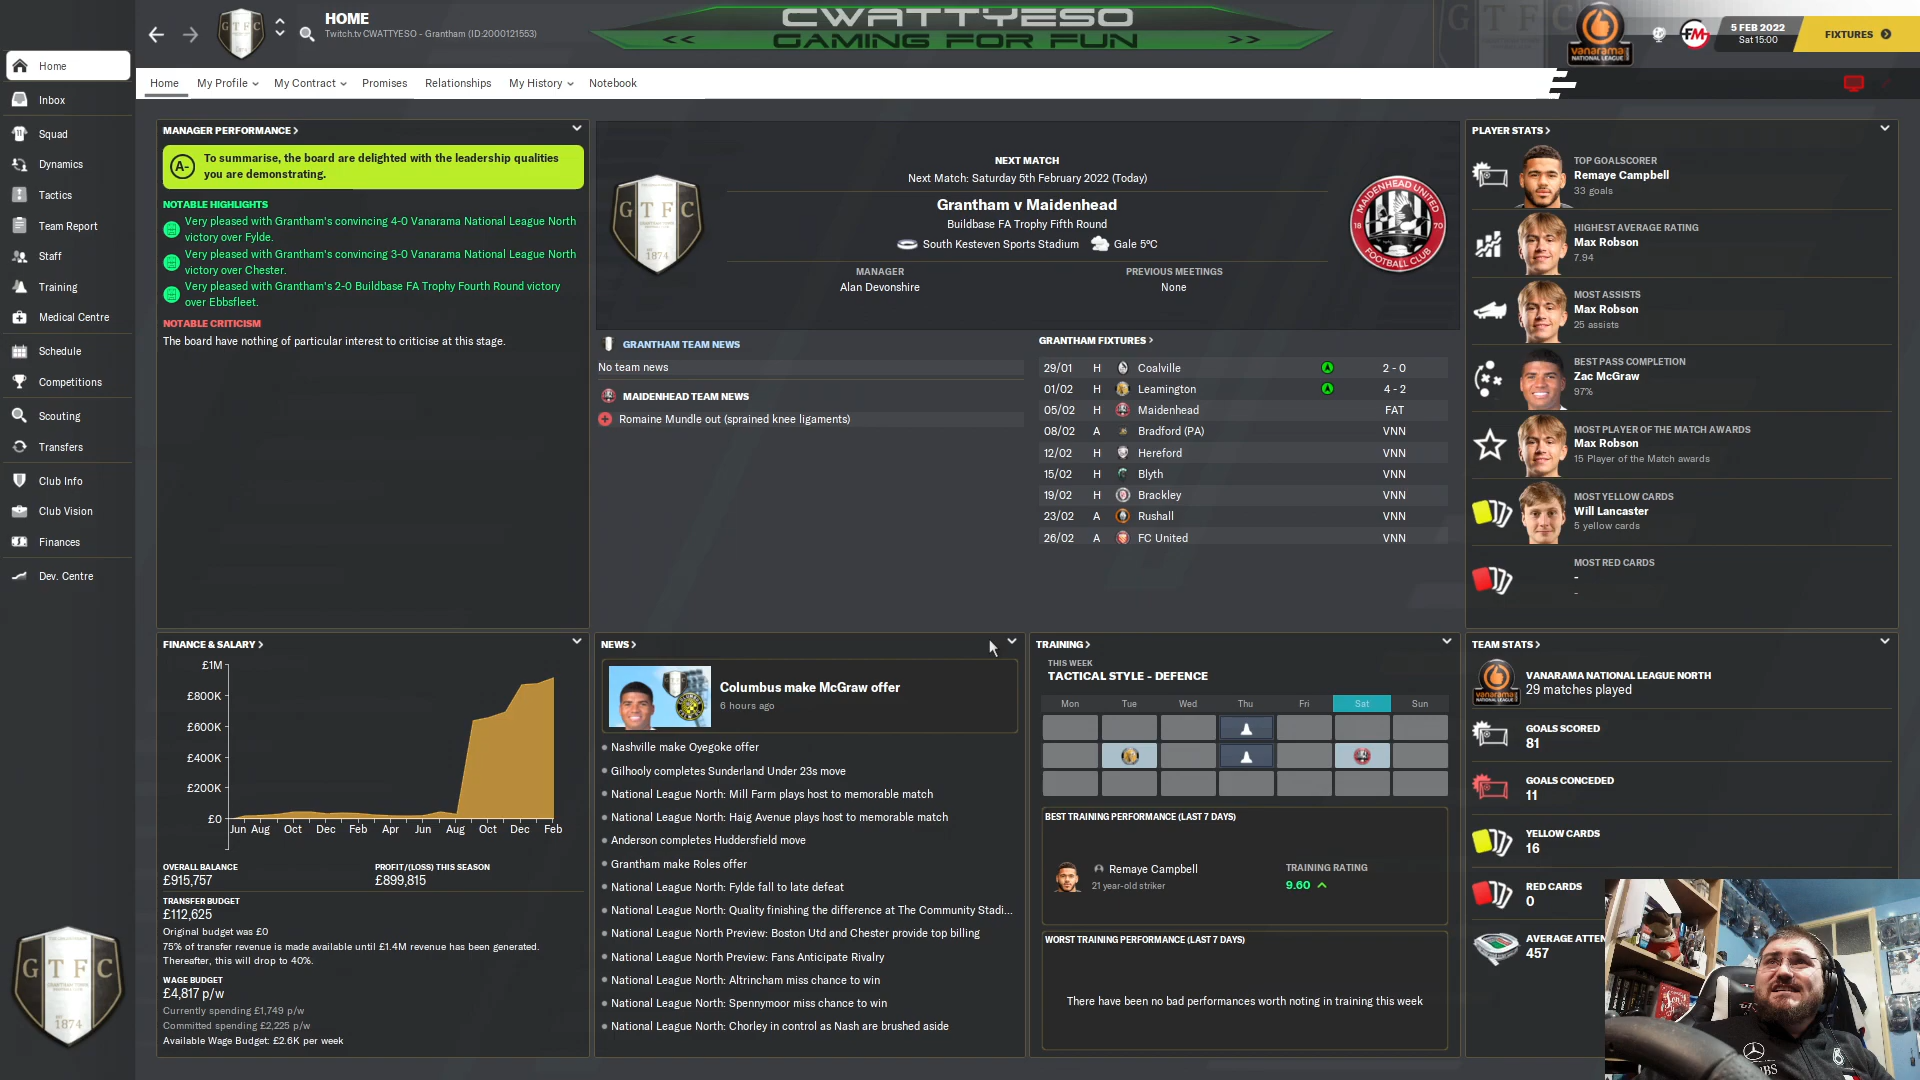 CWATTYESO
GAMING FOR FUN
HOME
Twitch.tv CWATTYESO - Grantham (ID:2000121553)
5 FEB 2022
Sat 15:00
FIXTURES
vanarama
NATIONAL LEAGUE
FM
GTFC
Home
Inbox
Squad
Dynamics
Tactics
Team Report
Staff
Training
Medical Centre
Schedule
Competitions
Scouting
Transfers
Club Info
Club Vision
Finances
Dev. Centre
GTFC
1874
Home
My Profile
My Contract
Promises
Relationships
My History
Notebook
MANAGER PERFORMANCE >
A-
To summarise, the board are delighted with the leadership qualities
you are demonstrating.
NOTABLE HIGHLIGHTS
Very pleased with Grantham's convincing 4-0 Vanarama National League North
victory over Fylde.
Very pleased with Grantham's convincing 3-0 Vanarama National League North
victory over Chester.
Very pleased with Grantham's 2-0 Buildbase FA Trophy Fourth Round victory
over Ebbsfleet.
NOTABLE CRITICISM
The board have nothing of particular interest to criticise at this stage.
NEXT MATCH
Next Match: Saturday 5th February 2022 (Today)
Grantham v Maidenhead
Buildbase FA Trophy Fifth Round
South Kesteven Sports Stadium
Gale 5ºC
MANAGER
Alan Devonshire
PREVIOUS MEETINGS
None
GTFC
1874
MAIDENHEAD UNITED
18 70
FOOTBALL CLUB
GRANTHAM TEAM NEWS
No team news
MAIDENHEAD TEAM NEWS
Romaine Mundle out (sprained knee ligaments)
GRANTHAM FIXTURES >
29/01 H Coalville A 2 - 0
01/02 H Leamington A 4 - 2
05/02 H Maidenhead FAT
08/02 A Bradford (PA) VNN
12/02 H Hereford VNN
15/02 H Blyth VNN
19/02 H Brackley VNN
23/02 A Rushall VNN
26/02 A FC United VNN
PLAYER STATS >
TOP GOALSCORER
Remaye Campbell
33 goals
HIGHEST AVERAGE RATING
Max Robson
7.94
MOST ASSISTS
Max Robson
25 assists
BEST PASS COMPLETION
Zac McGraw
97%
MOST PLAYER OF THE MATCH AWARDS
Max Robson
15 Player of the Match awards
MOST YELLOW CARDS
Will Lancaster
5 yellow cards
MOST RED CARDS
-
-
FINANCE & SALARY >
£1M
£800K
£600K
£400K
£200K
£0
Jun Aug Oct Dec Feb Apr Jun Aug Oct Dec Feb
OVERALL BALANCE
£915,757
PROFIT/(LOSS) THIS SEASON
£899,815
TRANSFER BUDGET
£112,625
Original budget was £0
75% of transfer revenue is made available until £1.4M revenue has been generated.
Thereafter, this will drop to 40%.
WAGE BUDGET
£4,817 p/w
Currently spending £1,749 p/w
Committed spending £2,225 p/w
Available Wage Budget: £2.6K per week
NEWS >
Columbus make McGraw offer
6 hours ago
Nashville make Oyegoke offer
Gilhooly completes Sunderland Under 23s move
National League North: Mill Farm plays host to memorable match
National League North: Haig Avenue plays host to memorable match
Anderson completes Huddersfield move
Grantham make Roles offer
National League North: Fylde fall to late defeat
National League North: Quality finishing the difference at The Community Stadi...
National League North Preview: Boston Utd and Chester provide top billing
National League North Preview: Fans Anticipate Rivalry
National League North: Altrincham miss chance to win
National League North: Spennymoor miss chance to win
National League North: Chorley in control as Nash are brushed aside
TRAINING >
THIS WEEK
TACTICAL STYLE - DEFENCE
Mon Tue Wed Thu Fri Sat Sun
BEST TRAINING PERFORMANCE (LAST 7 DAYS)
Remaye Campbell
21 year-old striker
TRAINING RATING
9.60
WORST TRAINING PERFORMANCE (LAST 7 DAYS)
There have been no bad performances worth noting in training this week
TEAM STATS >
VANARAMA NATIONAL LEAGUE NORTH
29 matches played
GOALS SCORED
81
GOALS CONCEDED
11
YELLOW CARDS
16
RED CARDS
0
AVERAGE ATTEN
457